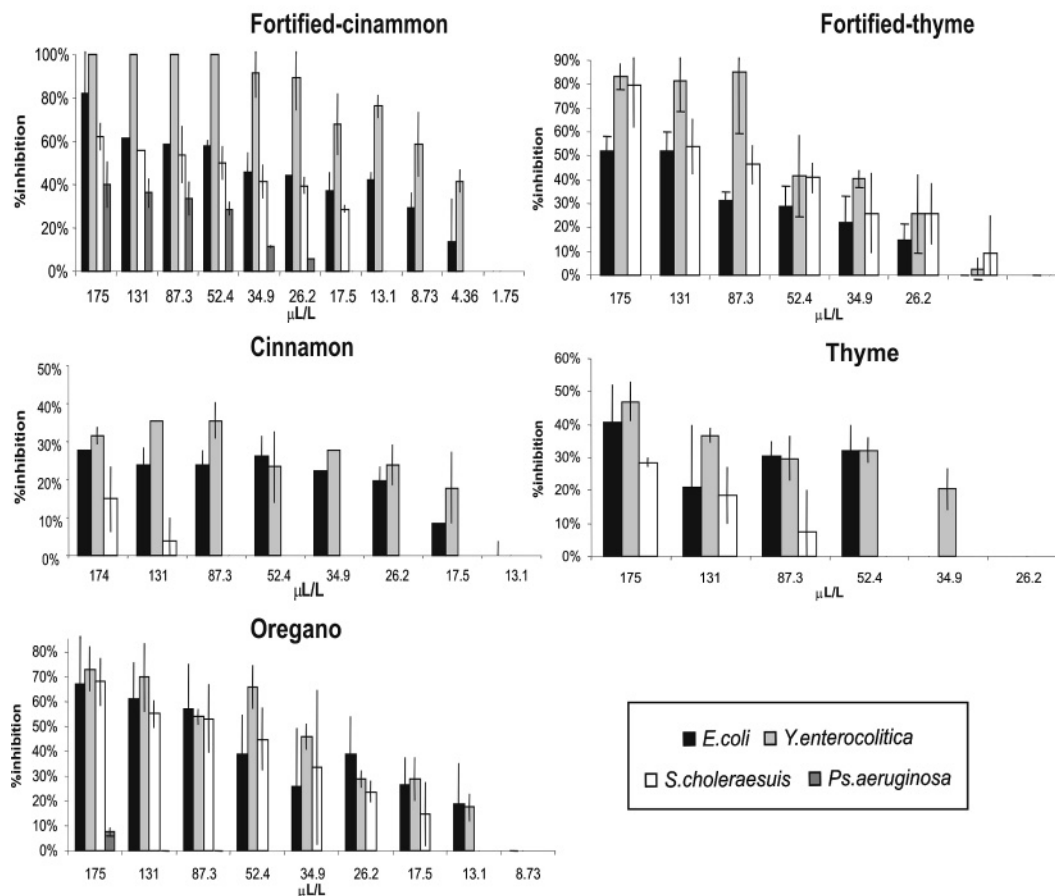 Fortified-cinammon
%inhibition
100%
80%
60%
40%
20%
0%
175 131 87.3 52.4 34.9 26.2 17.5 13.1 8.73 4.36 1.75
μL/L
Fortified-thyme
%inhibition
90%
80%
70%
60%
50%
40%
30%
20%
10%
0%
175 131 87.3 52.4 34.9 26.2
μL/L
Cinnamon
%inhibition
50%
40%
30%
20%
10%
0%
174 131 87.3 52.4 34.9 26.2 17.5 13.1
μL/L
Thyme
%inhibition
60%
50%
40%
30%
20%
10%
0%
175 131 87.3 52.4 34.9 26.2
μL/L
Oregano
%inhibition
80%
70%
60%
50%
40%
30%
20%
10%
0%
175 131 87.3 52.4 34.9 26.2 17.5 13.1 8.73
μL/L
E.coli Y.enterocolitica
S.choleraesuis Ps.aeruginosa